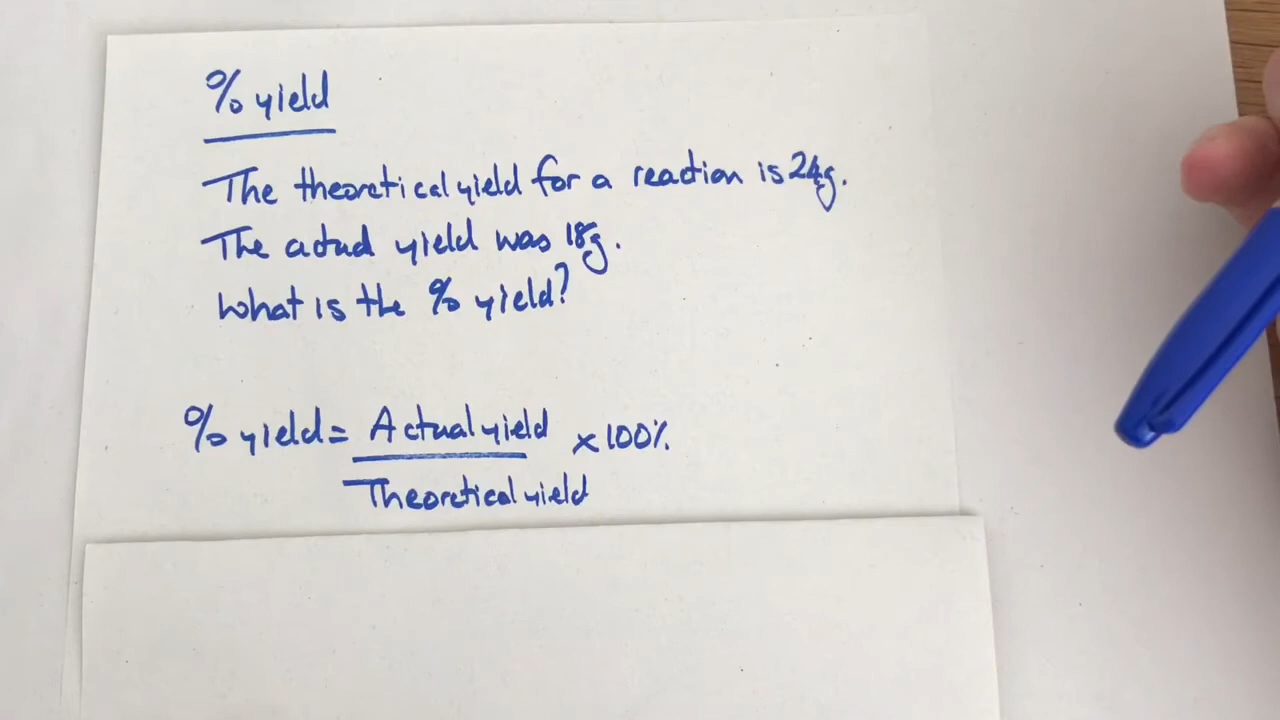 % yield
The theoretical yield for a reaction is 24g.
The actual yield was 18g.
What is the % yield?
% yield = Actual yield x 100%
Theoretical yield